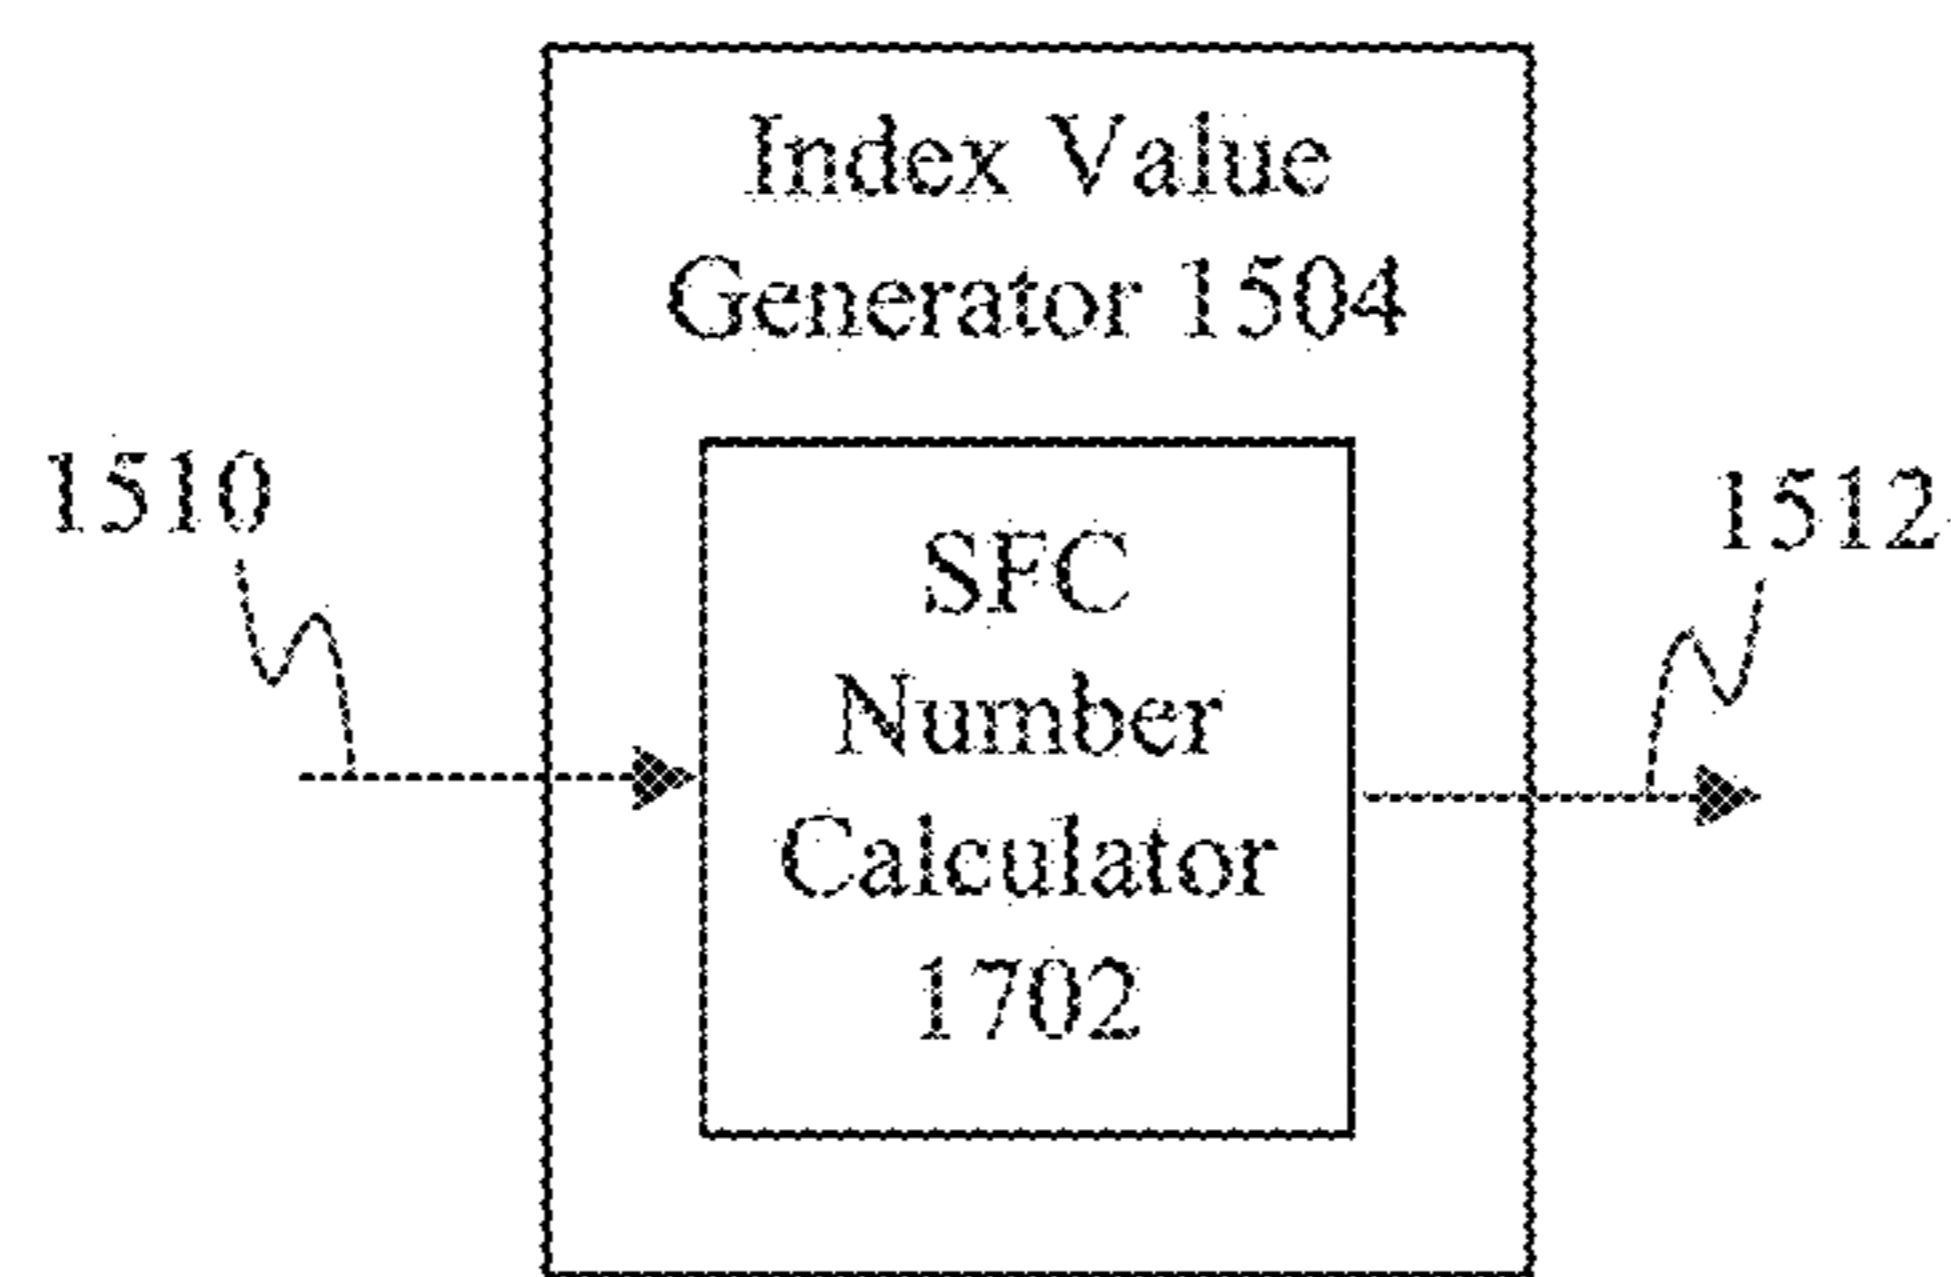 Index Value
Generator 1504
1510
1512
SFC
Number
Calculator
1702